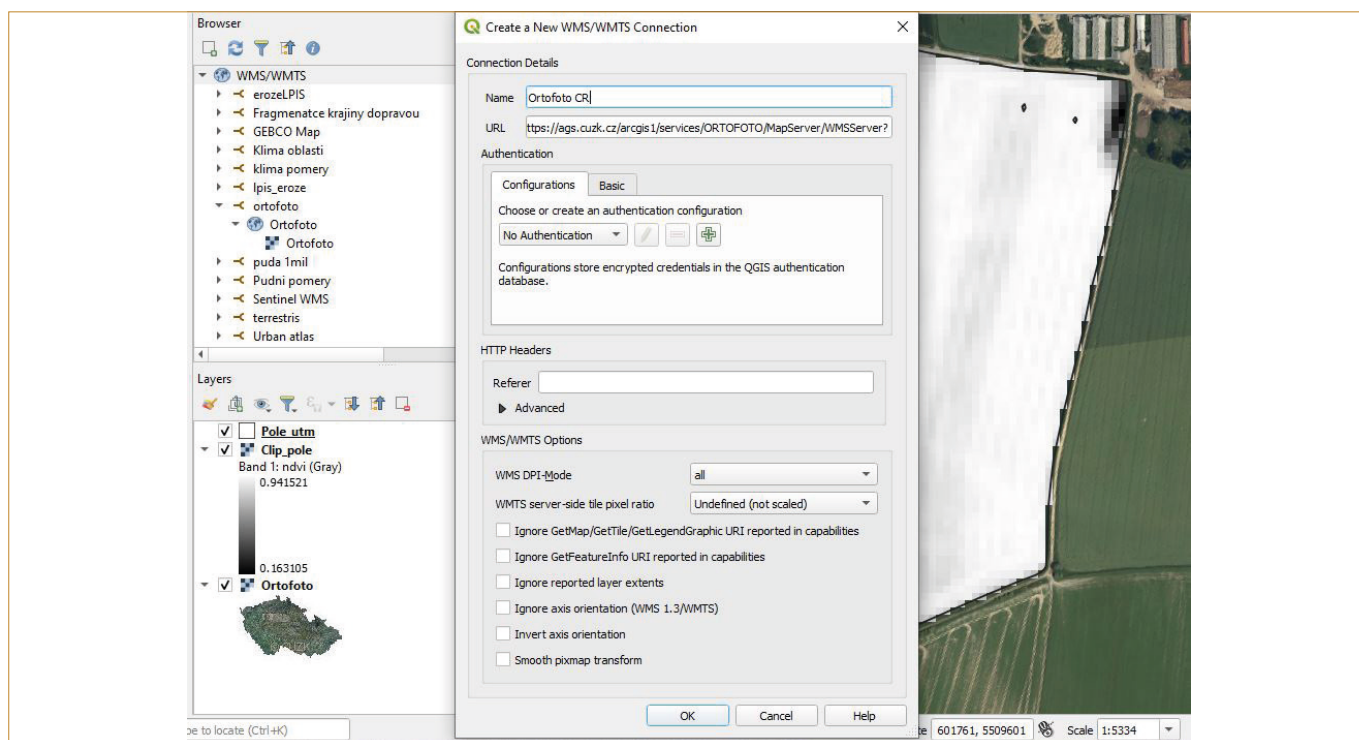 Browser
WMS/WMTS
erozeLPIS
Fragmenatce krajiny dopravou
GEBCO Map
Klima oblasti
klima pomery
lpis_eroze
ortofoto
Ortofoto
Ortofoto
puda 1mil
Pudni pomery
Sentinel WMS
terrestris
Urban atlas
Layers
Pole_utm
Clip_pole
Band 1: ndvi (Gray)
0.941521
0.163105
Ortofoto
pe to locate (Ctrl+K)
Create a New WMS/WMTS Connection
Connection Details
Name Ortofoto CR
URL ttps://ags.cuzk.cz/arcgis1/services/ORTOFOTO/MapServer/WMSServer?
Authentication
Configurations Basic
Choose or create an authentication configuration
No Authentication
Configurations store encrypted credentials in the QGIS authentication
database.
HTTP Headers
Referer
Advanced
WMS/WMTS Options
WMS DPI-Mode all
WMTS server-side tile pixel ratio Undefined (not scaled)
Ignore GetMap/GetTile/GetLegendGraphic URI reported in capabilities
Ignore GetFeatureInfo URI reported in capabilities
Ignore reported layer extents
Ignore axis orientation (WMS 1.3/WMTS)
Invert axis orientation
Smooth pixmap transform
OK Cancel Help
te 601761, 5509601 Scale 1:5334